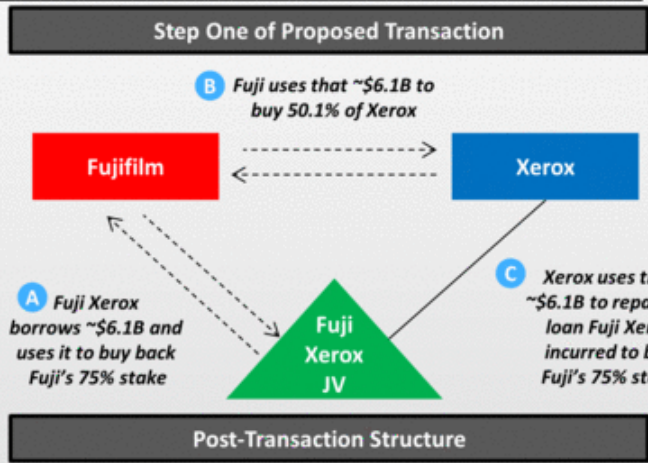 Step One of Proposed Transaction
B Fuji uses that ~$6.1B to
buy 50.1% of Xerox
Fujifilm
Xerox
A Fuji Xerox
borrows ~$6.1B and
uses it to buy back
Fuji's 75% stake
Fuji
Xerox
JV
C Xerox uses
~$6.1B to
loan Fuji
incurred to
Fuji's 75%
Post-Transaction Structure